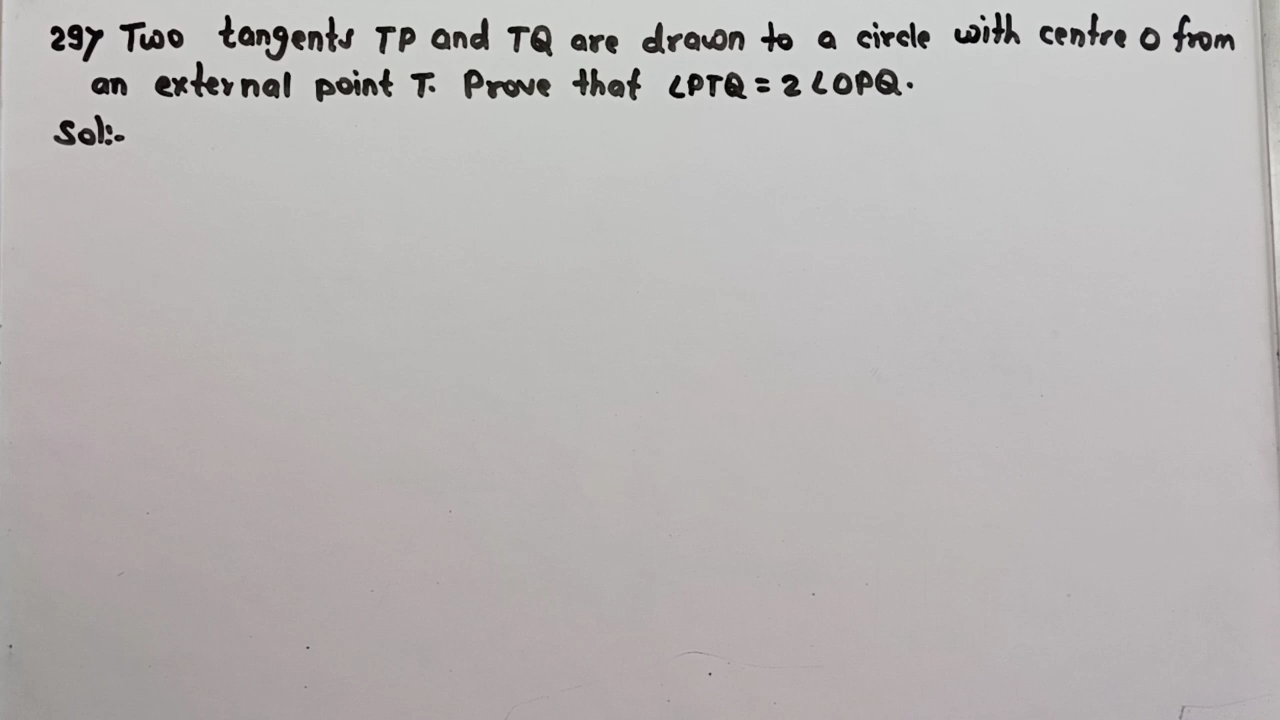 29) Two tangents TP and TQ are drawn to a circle with centre O from
an external point T. Prove that ∠PTQ = 2∠OPQ.
Sol:-